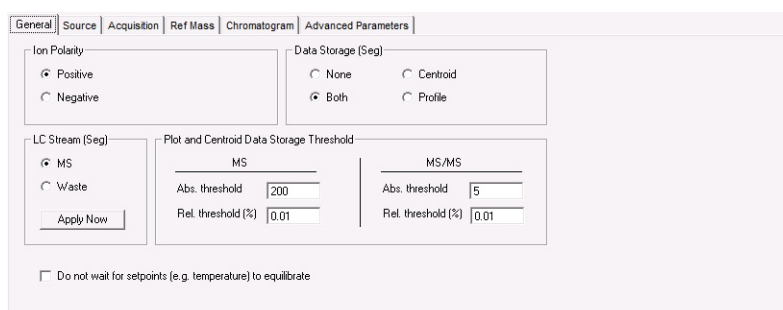 General Source Acquisition Ref Mass Chromatogram Advanced Parameters
Ion Polarity
Positive
Negative
Data Storage (Seg)
None Centroid
Both Profile
LC Stream (Seg)
MS
Waste
Apply Now
Plot and Centroid Data Storage Threshold
MS MS/MS
Abs. threshold 200 Abs. threshold 5
Rel. threshold (%) 0.01 Rel. threshold (%) 0.01
Do not wait for setpoints (e.g. temperature) to equilibrate